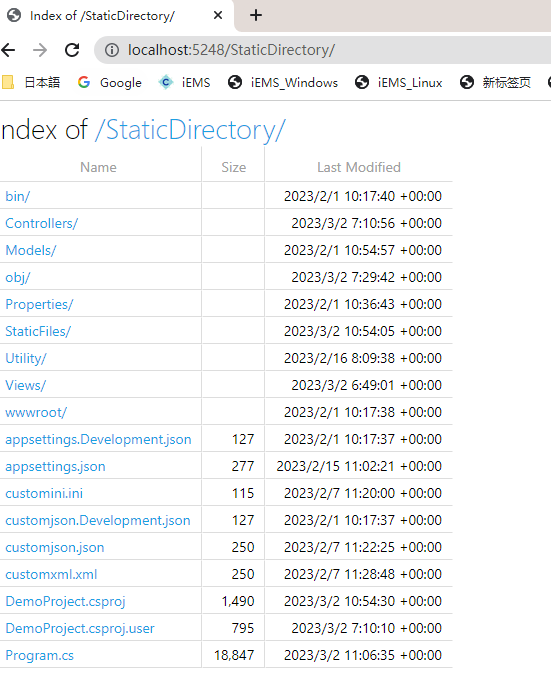 Index of /StaticDirectory/
localhost:5248/StaticDirectory/
日本語 Google iEMS iEMS_Windows iEMS_Linux 新标签页
ndex of /StaticDirectory/
Name Size Last Modified
bin/ 2023/2/1 10:17:40 +00:00
Controllers/ 2023/3/2 7:10:56 +00:00
Models/ 2023/2/1 10:54:57 +00:00
obj/ 2023/3/2 7:29:42 +00:00
Properties/ 2023/2/1 10:36:43 +00:00
StaticFiles/ 2023/3/2 10:54:05 +00:00
Utility/ 2023/2/16 8:09:38 +00:00
Views/ 2023/3/2 6:49:01 +00:00
wwwroot/ 2023/2/1 10:17:38 +00:00
appsettings.Development.json 127 2023/2/1 10:17:37 +00:00
appsettings.json 277 2023/2/15 11:02:21 +00:00
customini.ini 115 2023/2/7 11:20:00 +00:00
customjson.Development.json 127 2023/2/1 10:17:37 +00:00
customjson.json 250 2023/2/7 11:22:25 +00:00
customxml.xml 250 2023/2/7 11:28:48 +00:00
DemoProject.csproj 1,490 2023/3/2 10:54:30 +00:00
DemoProject.csproj.user 795 2023/3/2 7:10:10 +00:00
Program.cs 18,847 2023/3/2 11:06:35 +00:00